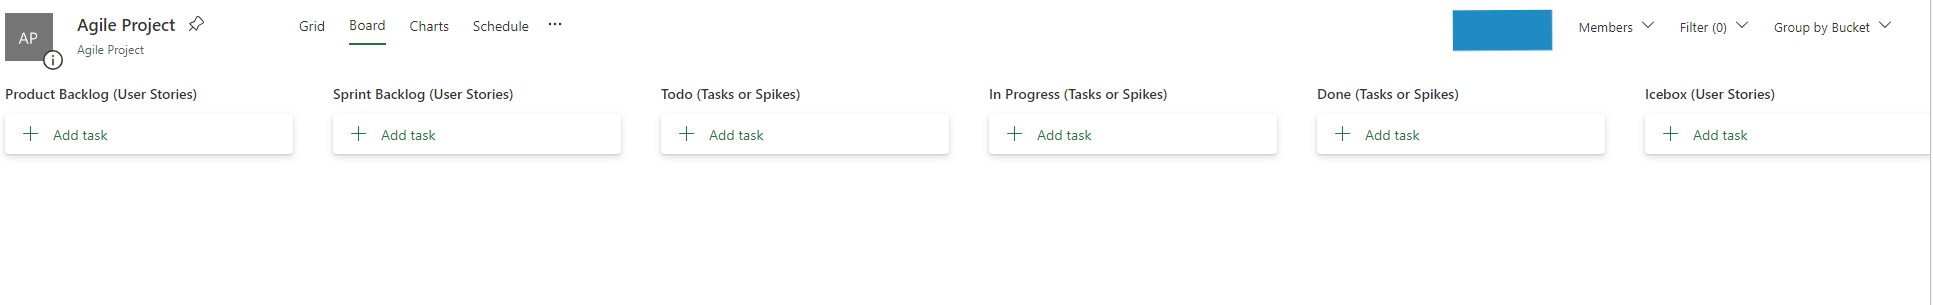 AP
Agile Project
Agile Project
Grid Board Charts Schedule ...
Members Filter (0) Group by Bucket
Product Backlog (User Stories) Sprint Backlog (User Stories) Todo (Tasks or Spikes) In Progress (Tasks or Spikes) Done (Tasks or Spikes) Icebox (User Stories)
+ Add task + Add task + Add task + Add task + Add task + Add task